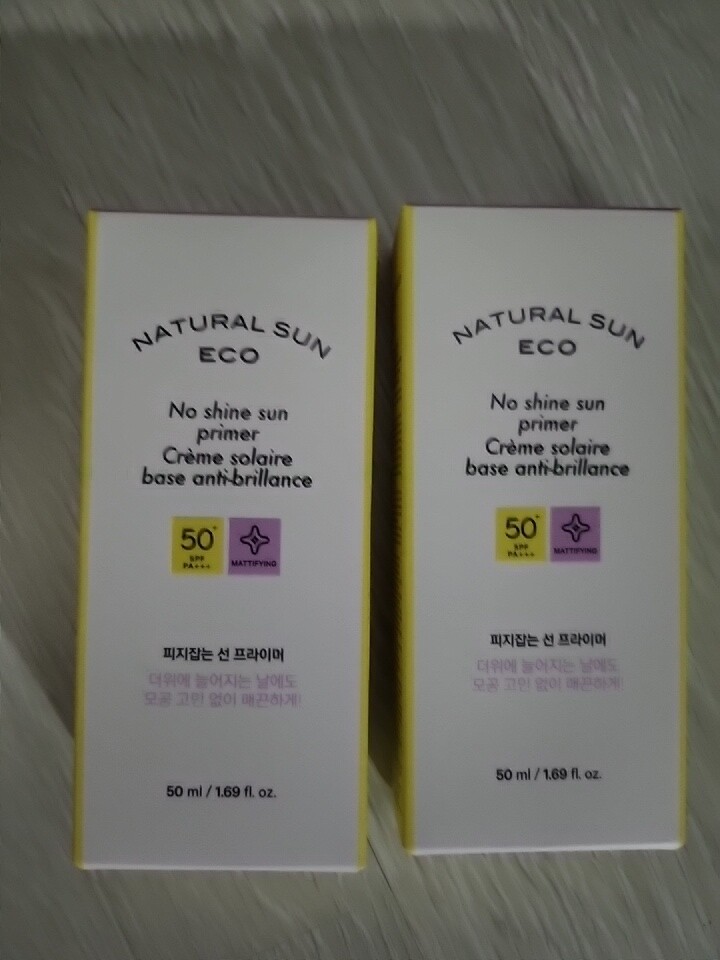 NATURAL SUN
ECO
No shine sun
primer
Crème solaire
base anti-brillance
50+
SPF
PA+++
MATTIFYING
피지잡는 선 프라이머
더위에 늘어지는 날에도
모공 고민 없이 매끈하게!
50 ml / 1.69 fl. oz.
NATURAL SUN
ECO
No shine sun
primer
Crème solaire
base anti-brillance
50+
SPF
PA+++
MATTIFYING
피지잡는 선 프라이머
더위에 늘어지는 날에도
모공 고민 없이 매끈하게!
50 ml / 1.69 fl. oz.